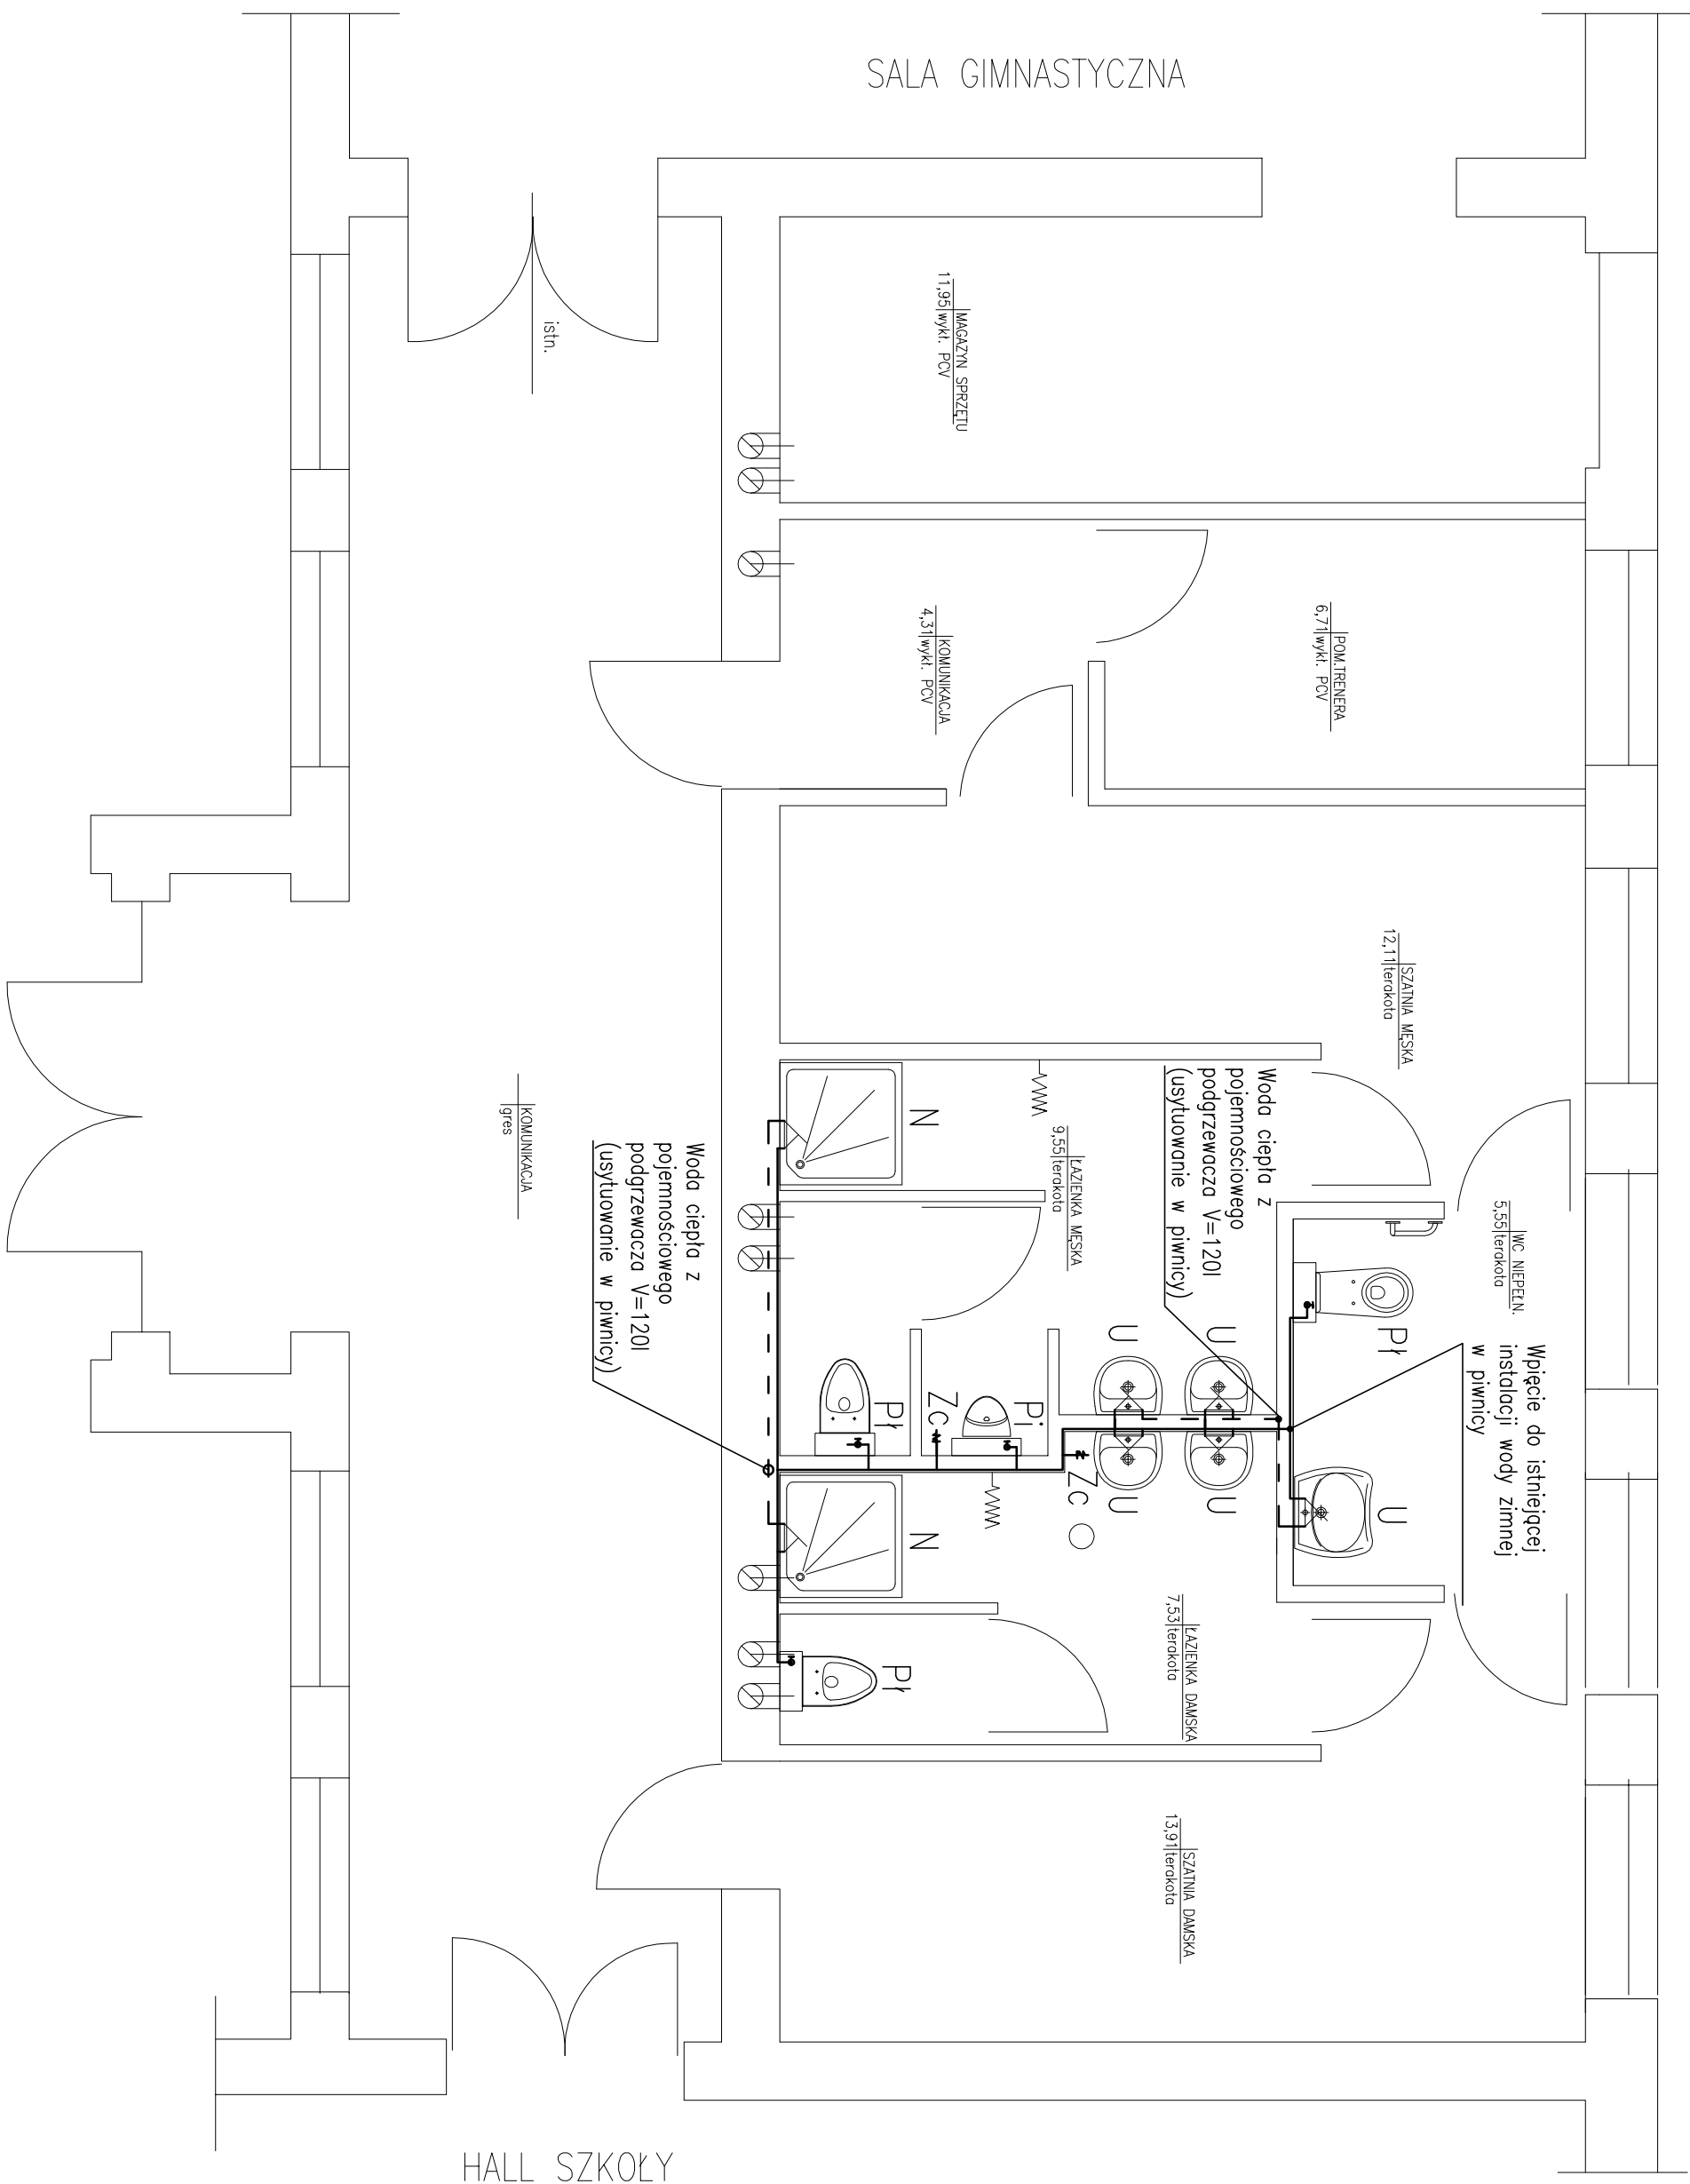 SALA GIMNASTYCZNA
istn.
MAGAZYN SPRZĘTU
11,95 wykł. PCV
KOMUNIKACJA
4,31 wykł. PCV
POM.TRENERA
6,71 wykł. PCV
SZATNIA MĘSKA
12,11 terakota
KOMUNIKACJA
gres
N
ŁAZIENKA MĘSKA
9,55 terakota
Woda ciepła z
pojemnościowego
podgrzewacza V=120l
(usytuowanie w piwnicy)
Woda ciepła z
pojemnościowego
podgrzewacza V=120l
(usytuowanie w piwnicy)
WC NIEPEŁN.
5,55 terakota
Wpięcie do istniejącej
instalacji wody zimnej
w piwnicy
Pł
U
U
Pł
Zc
Pi
U
U
Zc
U
N
Pł
ŁAZIENKA DAMSKA
7,53 terakota
SZATNIA DAMSKA
13,91 terakota
HALL SZKOŁY